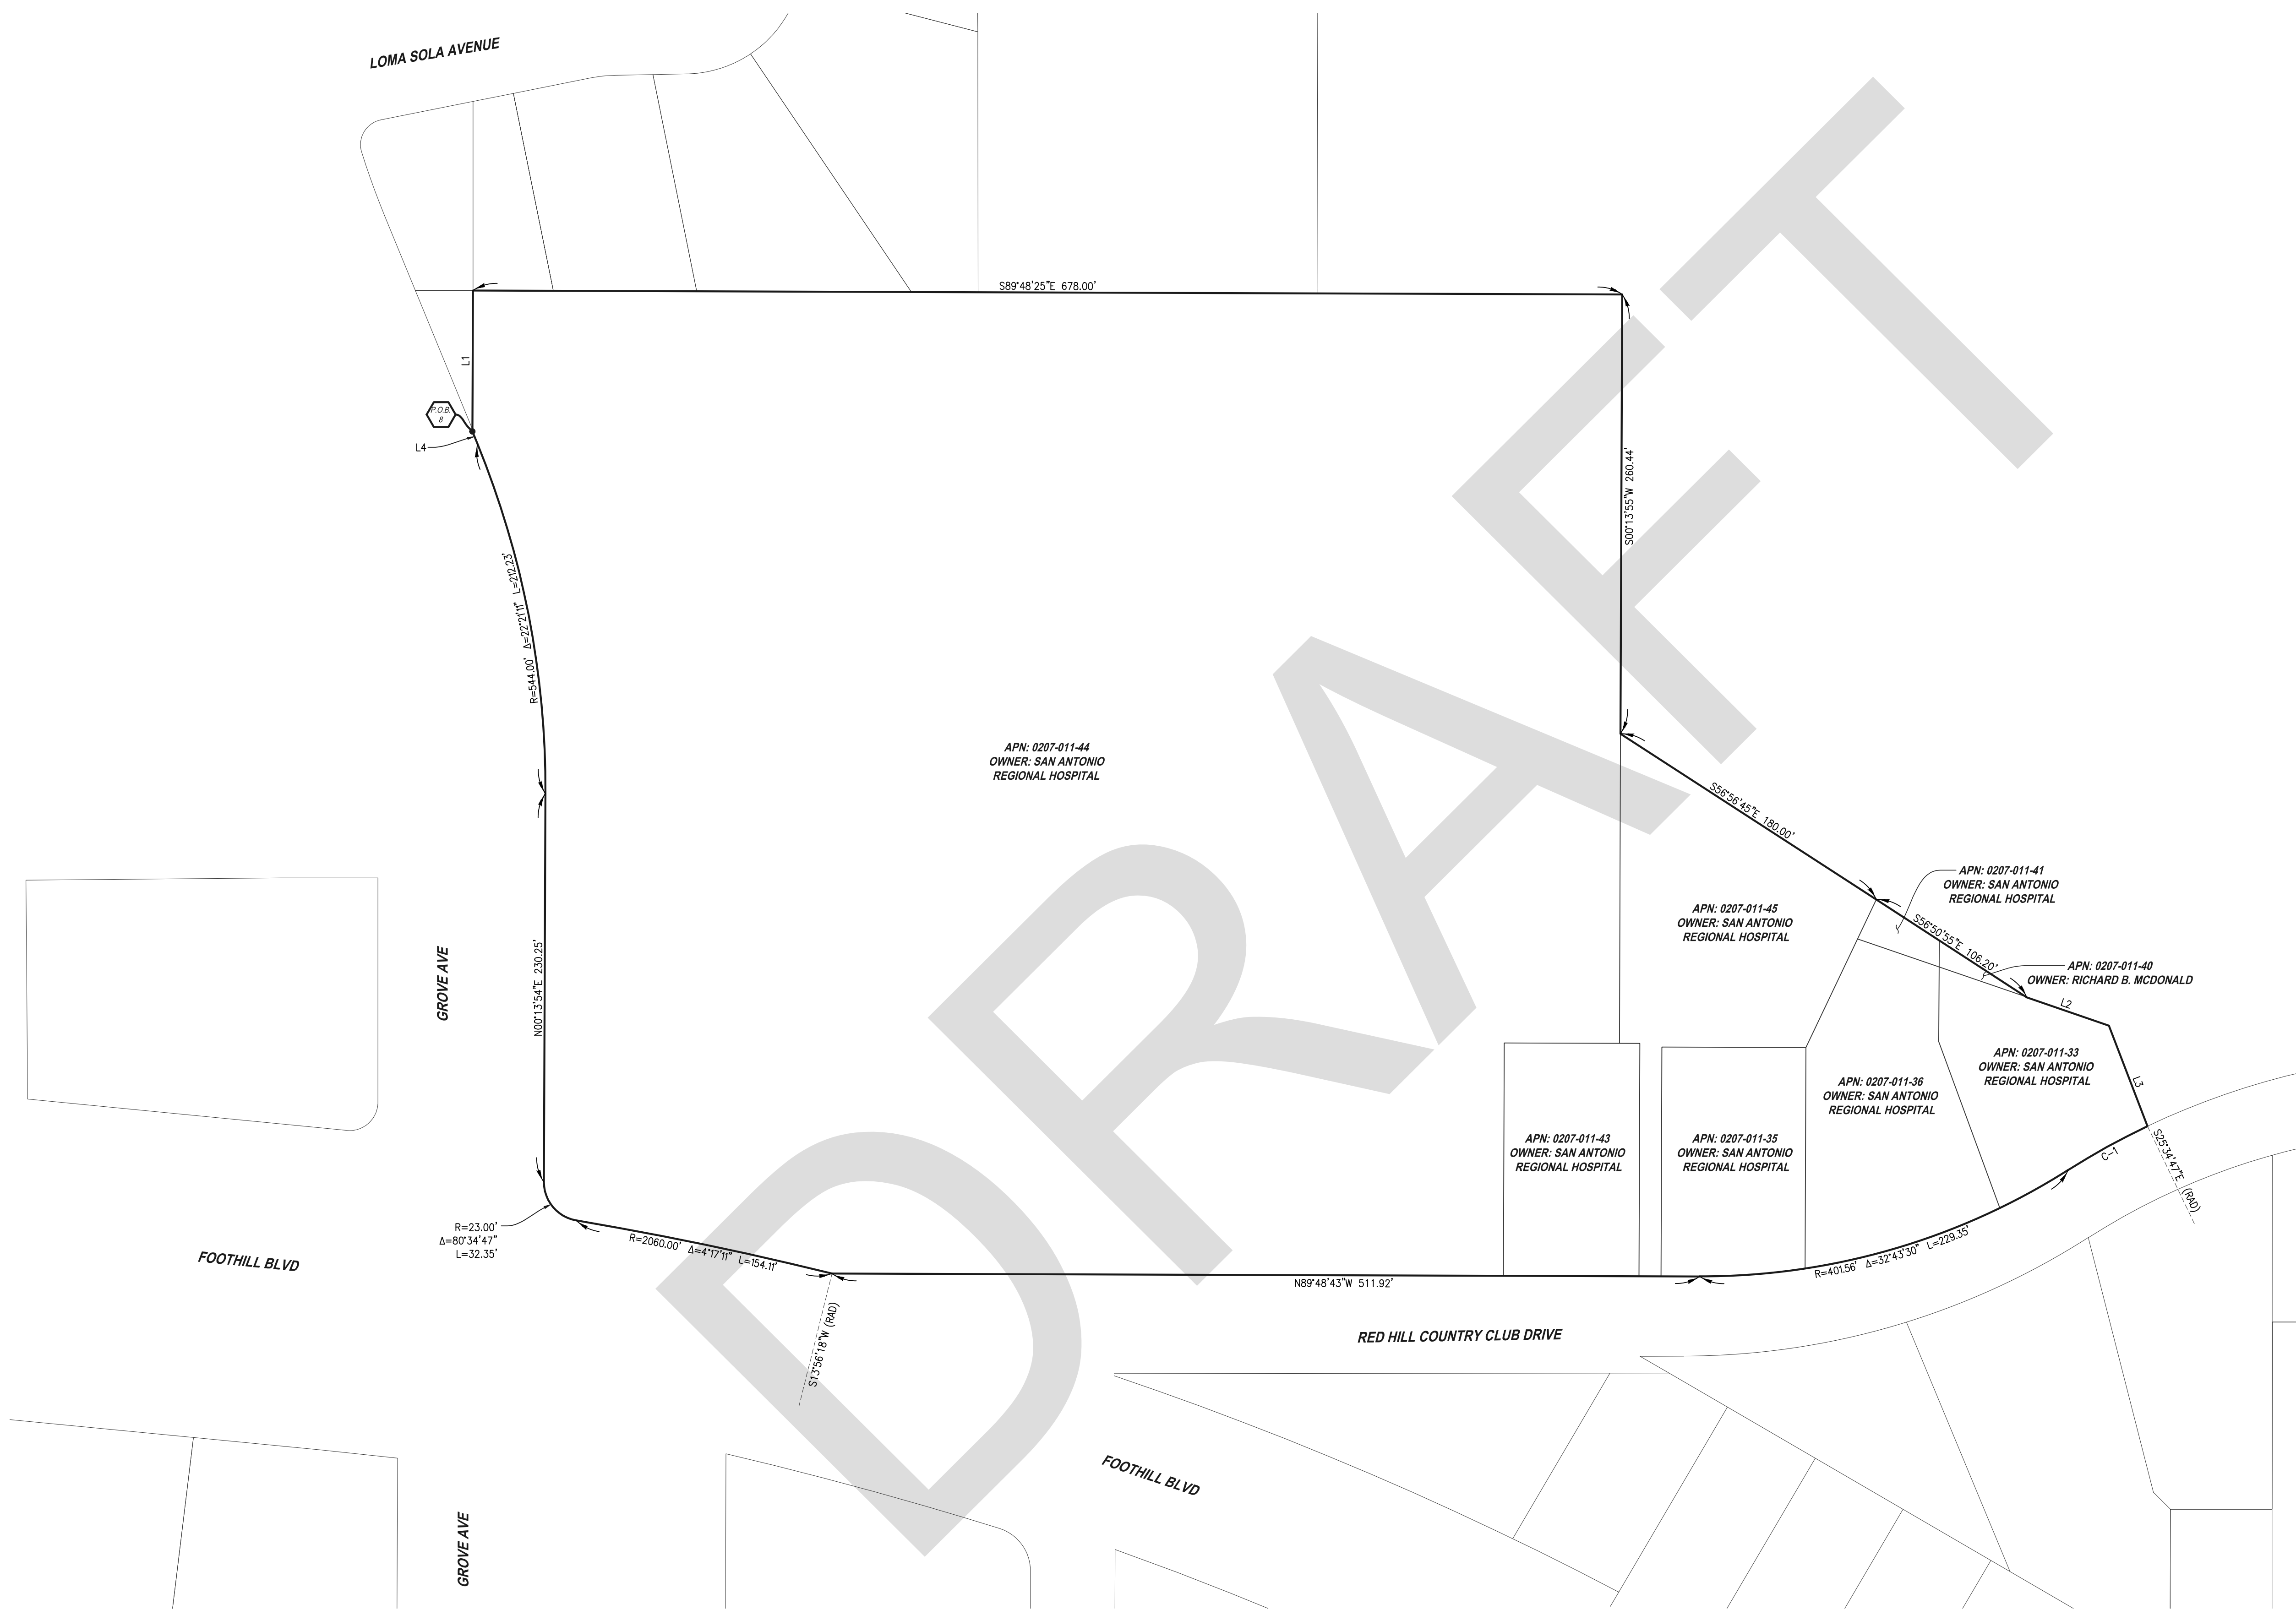 LOMA SOLA AVENUE
S89°48'25"E 678.00'
L1
P.O.B.
8
L4
S00°13'55"W 260.44'
R=544.00' Δ=22°21'11" L=212.23'
APN: 0207-011-44
OWNER: SAN ANTONIO
REGIONAL HOSPITAL
S56°56'45"E 180.00'
APN: 0207-011-41
OWNER: SAN ANTONIO
REGIONAL HOSPITAL
APN: 0207-011-45
OWNER: SAN ANTONIO
REGIONAL HOSPITAL
S56°50'55"E 106.20'
APN: 0207-011-40
OWNER: RICHARD B. MCDONALD
L2
GROVE AVE
N00°13'54"E 230.25'
APN: 0207-011-33
OWNER: SAN ANTONIO
REGIONAL HOSPITAL
L3
APN: 0207-011-36
OWNER: SAN ANTONIO
REGIONAL HOSPITAL
APN: 0207-011-43
OWNER: SAN ANTONIO
REGIONAL HOSPITAL
APN: 0207-011-35
OWNER: SAN ANTONIO
REGIONAL HOSPITAL
C-1
S25°34'47"E (RAD)
R=23.00'
Δ=80°34'47"
L=32.35'
R=2060.00' Δ=4°17'11" L=154.11'
FOOTHILL BLVD
R=401.56' Δ=32°43'30" L=229.35'
N89°48'43"W 511.92'
S13°56'18"W (RAD)
RED HILL COUNTRY CLUB DRIVE
FOOTHILL BLVD
GROVE AVE
DRAFT